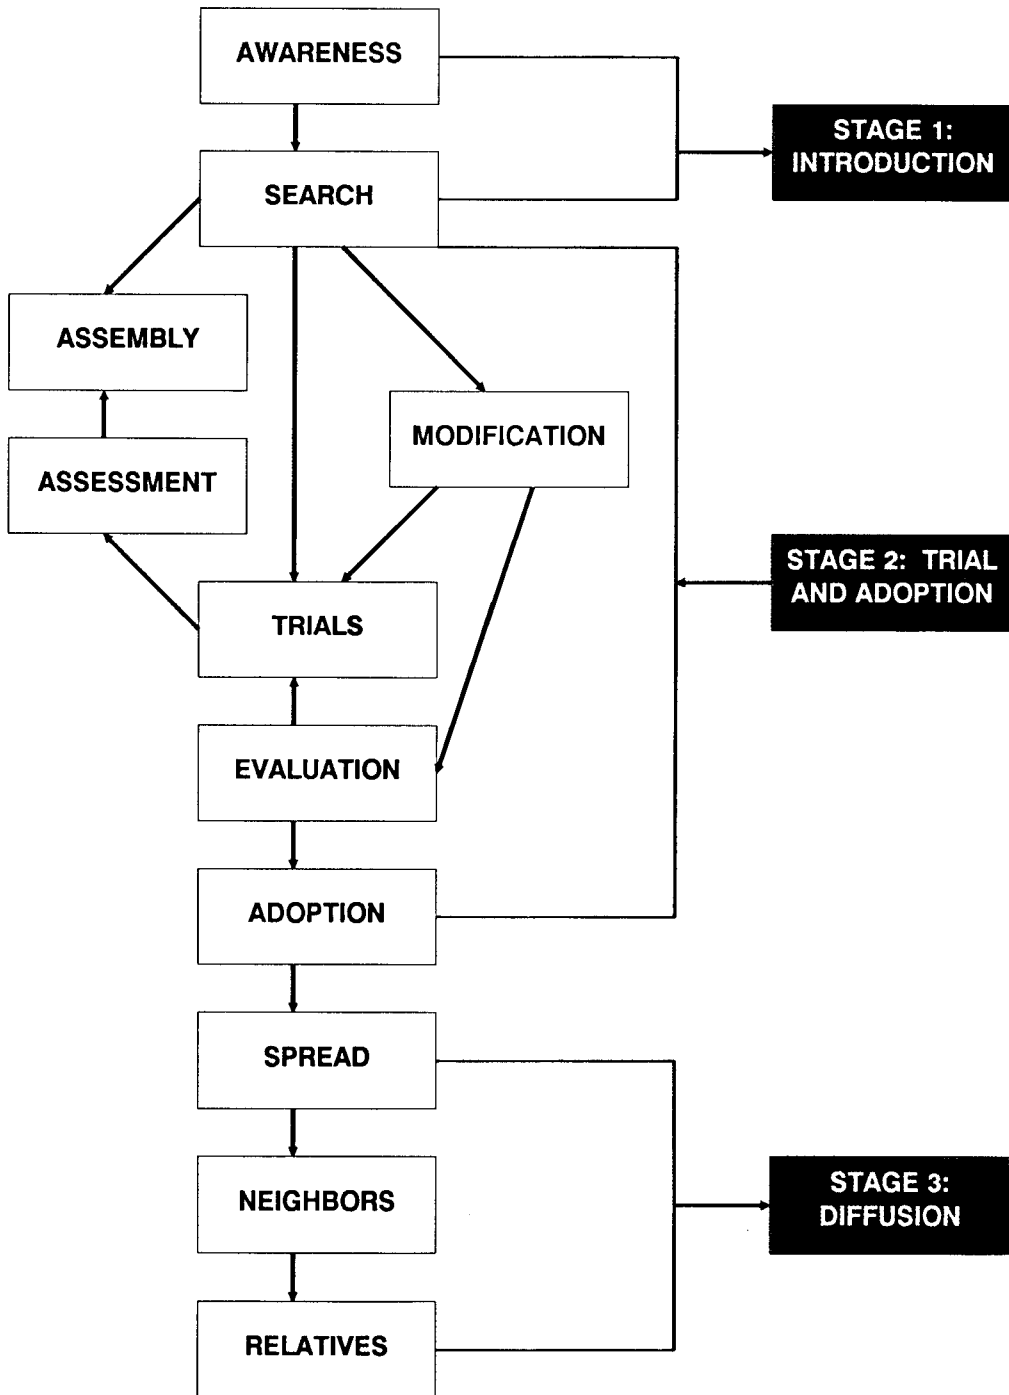 AWARENESS
STAGE 1:
INTRODUCTION
SEARCH
ASSEMBLY
MODIFICATION
ASSESSMENT
STAGE 2: TRIAL
AND ADOPTION
TRIALS
EVALUATION
ADOPTION
SPREAD
NEIGHBORS
STAGE 3:
DIFFUSION
RELATIVES